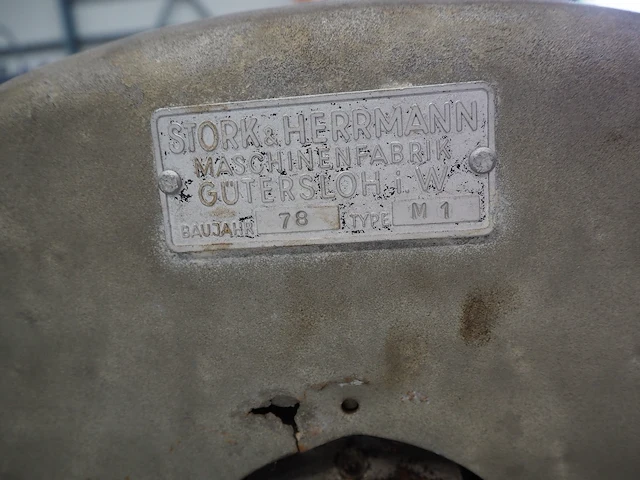 STORK & HERRMANN
MASCHINENFABRIK
GÜTERSLOH i. W.
BAUJAHR 78 TYPE M 1